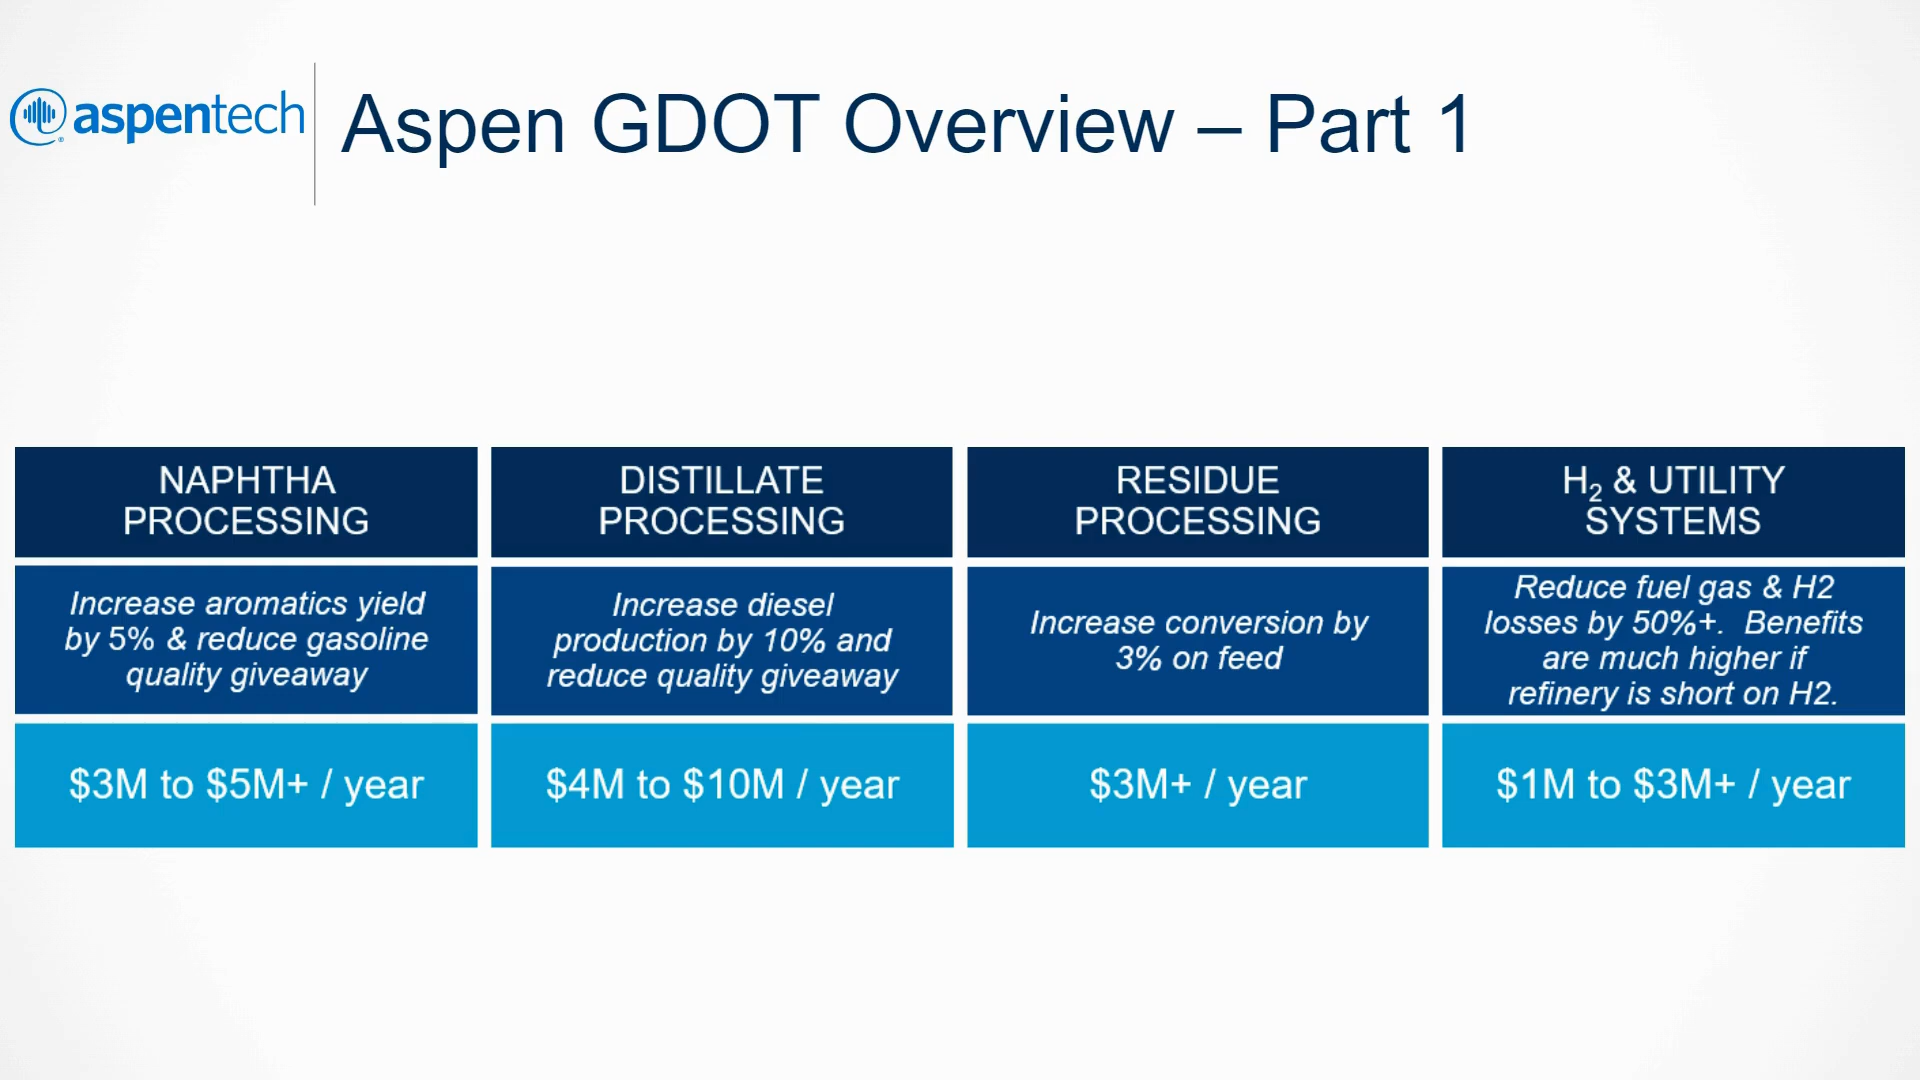 aspentech
Aspen GDOT Overview – Part 1
NAPHTHA
PROCESSING
Increase aromatics yield
by 5% & reduce gasoline
quality giveaway
$3M to $5M+ / year
DISTILLATE
PROCESSING
Increase diesel
production by 10% and
reduce quality giveaway
$4M to $10M / year
RESIDUE
PROCESSING
Increase conversion by
3% on feed
$3M+ / year
H₂ & UTILITY
SYSTEMS
Reduce fuel gas & H2
losses by 50%+.  Benefits
are much higher if
refinery is short on H2.
$1M to $3M+ / year